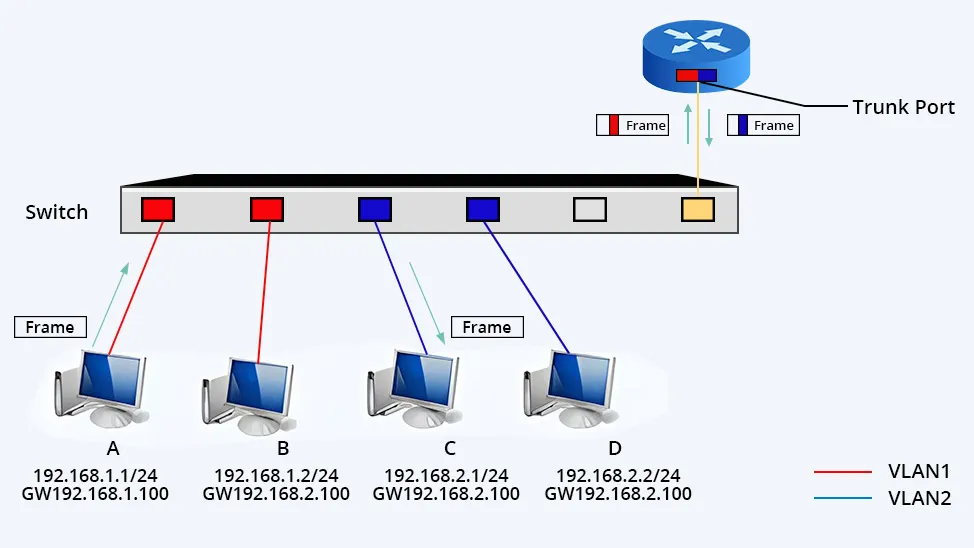 Trunk Port
Frame
Frame
Switch
Frame
Frame
A
B
C
D
192.168.1.1/24
GW192.168.1.100
192.168.1.2/24
GW192.168.2.100
192.168.2.1/24
GW192.168.2.100
192.168.2.2/24
GW192.168.2.100
VLAN1
VLAN2